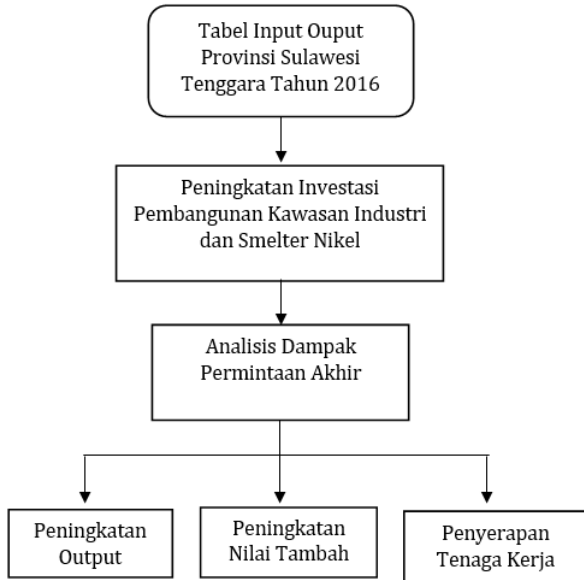 Tabel Input Ouput
Provinsi Sulawesi
Tenggara Tahun 2016
Peningkatan Investasi
Pembangunan Kawasan Industri
dan Smelter Nikel
Analisis Dampak
Permintaan Akhir
Peningkatan
Output
Peningkatan
Nilai Tambah
Penyerapan
Tenaga Kerja